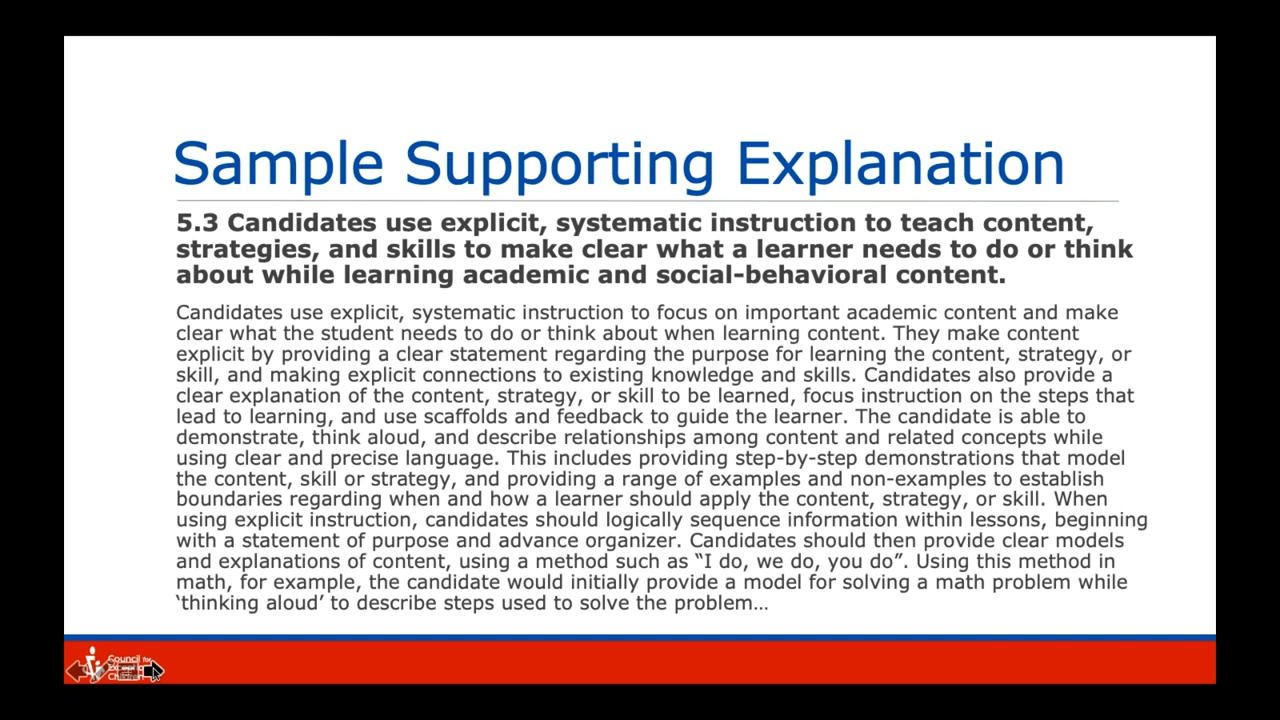 Sample Supporting Explanation
5.3 Candidates use explicit, systematic instruction to teach content,
strategies, and skills to make clear what a learner needs to do or think
about while learning academic and social-behavioral content.
Candidates use explicit, systematic instruction to focus on important academic content and make
clear what the student needs to do or think about when learning content. They make content
explicit by providing a clear statement regarding the purpose for learning the content, strategy, or
skill, and making explicit connections to existing knowledge and skills. Candidates also provide a
clear explanation of the content, strategy, or skill to be learned, focus instruction on the steps that
lead to learning, and use scaffolds and feedback to guide the learner. The candidate is able to
demonstrate, think aloud, and describe relationships among content and related concepts while
using clear and precise language. This includes providing step-by-step demonstrations that model
the content, skill or strategy, and providing a range of examples and non-examples to establish
boundaries regarding when and how a learner should apply the content, strategy, or skill. When
using explicit instruction, candidates should logically sequence information within lessons, beginning
with a statement of purpose and advance organizer. Candidates should then provide clear models
and explanations of content, using a method such as “I do, we do, you do”. Using this method in
math, for example, the candidate would initially provide a model for solving a math problem while
‘thinking aloud’ to describe steps used to solve the problem…
Council for
Children